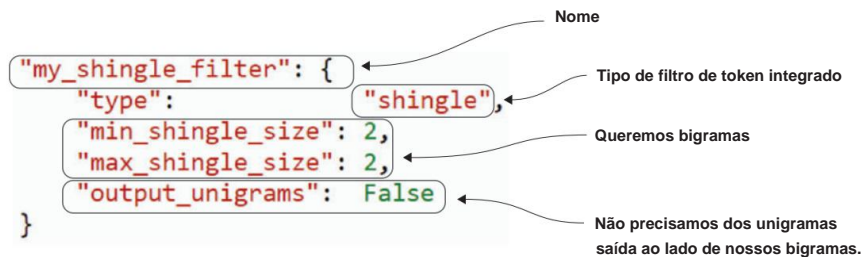 Nome
"my_shingle_filter": {
Tipo de filtro de token integrado
"type": "shingle",
"min_shingle_size": 2,
Queremos bigramas
"max_shingle_size": 2,
"output_unigrams": False
}
Não precisamos dos unigramas
saída ao lado de nossos bigramas.